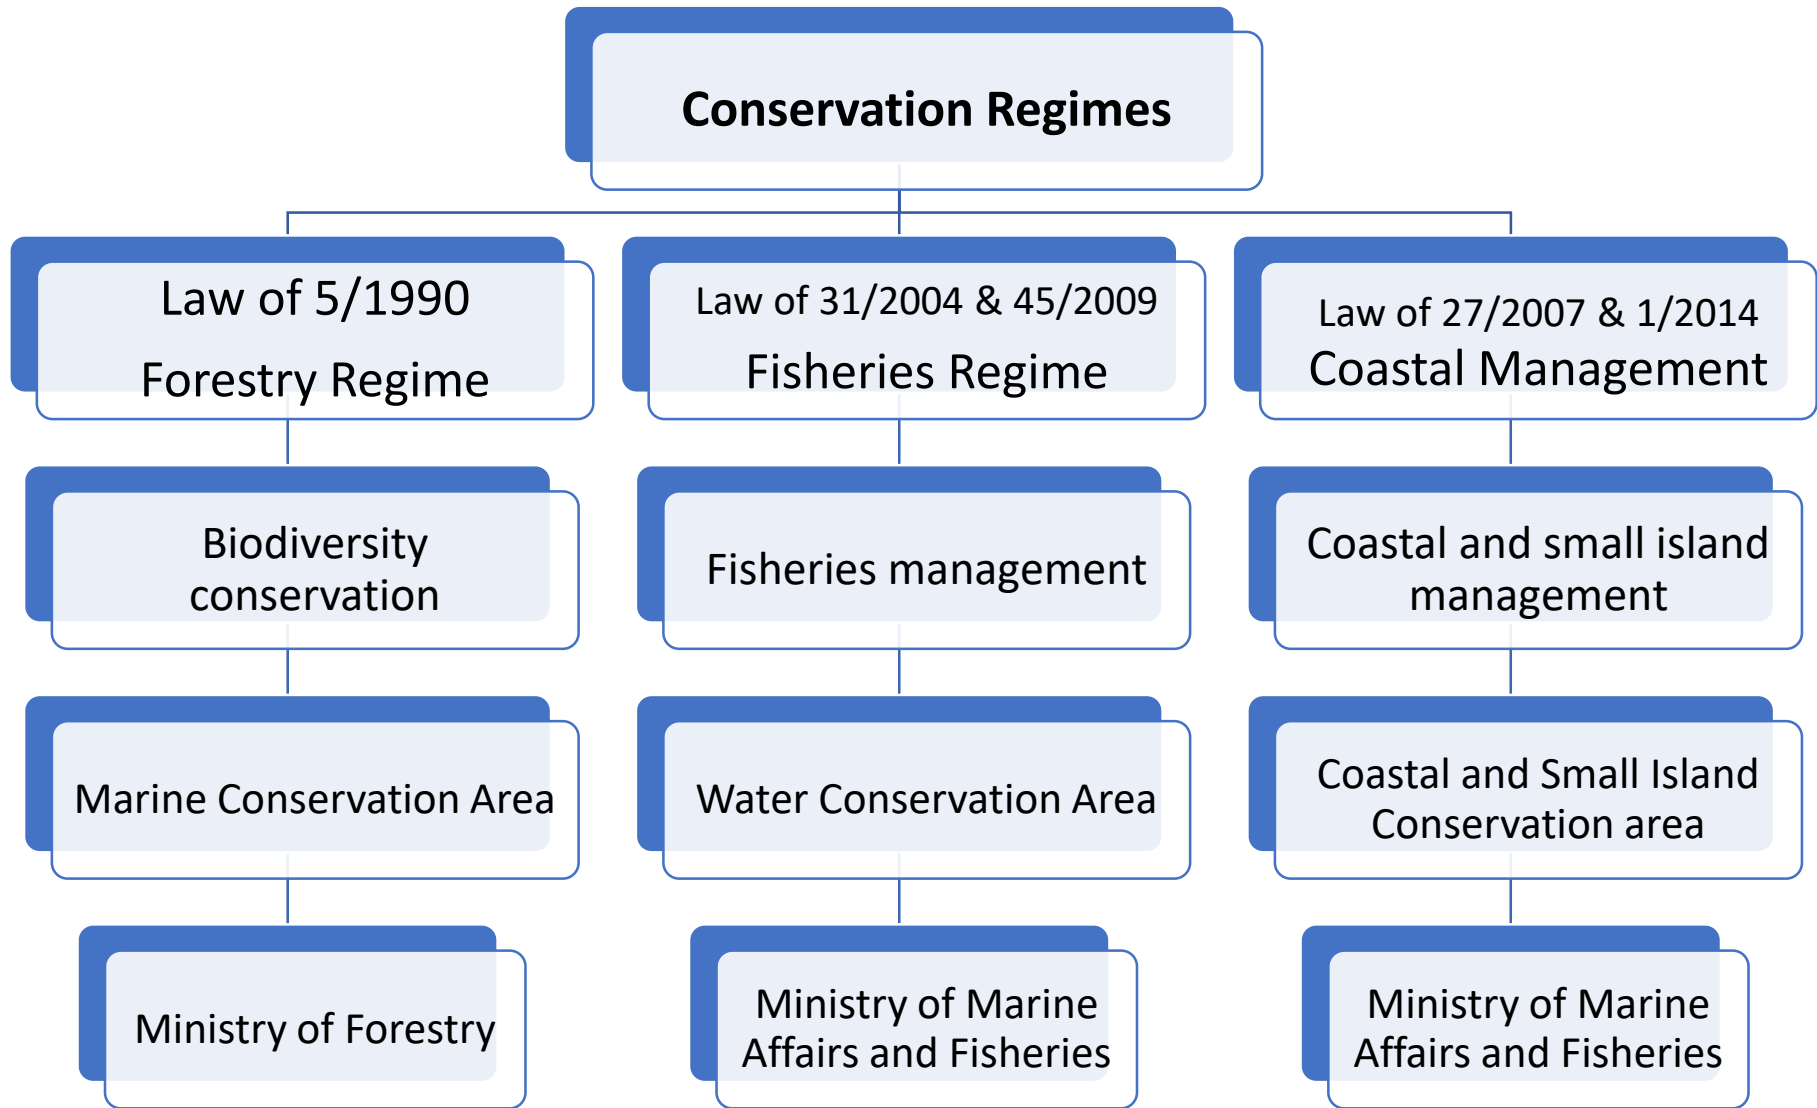 Conservation Regimes
Law of 5/1990
Forestry Regime
Law of 31/2004 & 45/2009
Fisheries Regime
Law of 27/2007 & 1/2014
Coastal Management
Biodiversity
conservation
Fisheries management
Coastal and small island
management
Marine Conservation Area
Water Conservation Area
Coastal and Small Island
Conservation area
Ministry of Forestry
Ministry of Marine
Affairs and Fisheries
Ministry of Marine
Affairs and Fisheries